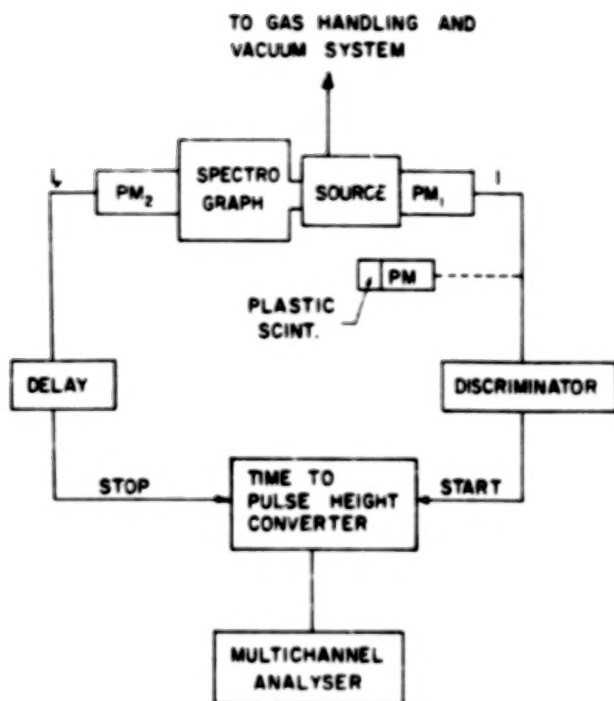 TO GAS HANDLING AND
VACUUM SYSTEM
PM2
SPECTRO
GRAPH
SOURCE
PM1
PM
PLASTIC
SCINT.
DELAY
DISCRIMINATOR
STOP
TIME TO
PULSE HEIGHT
CONVERTER
START
MULTICHANNEL
ANALYSER